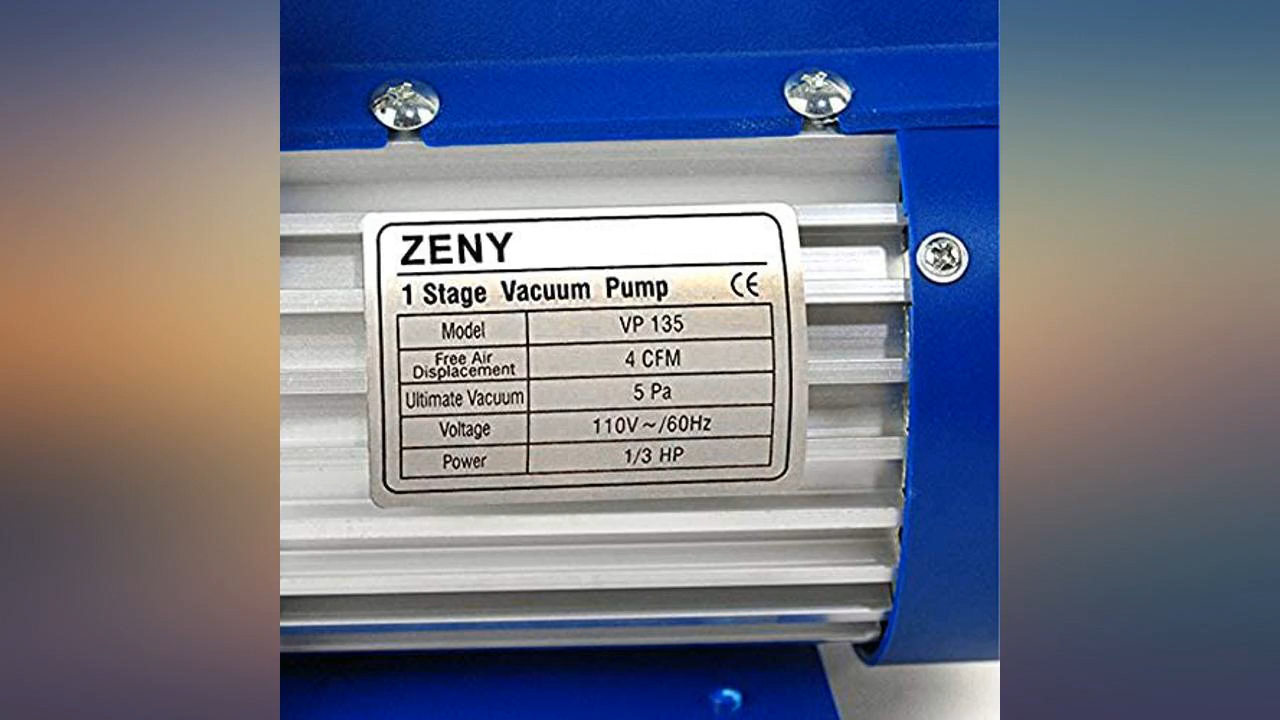 ZENY
1 Stage Vacuum Pump CE
Model VP 135
Free Air Displacement 4 CFM
Ultimate Vacuum 5 Pa
Voltage 110V~/60Hz
Power 1/3 HP